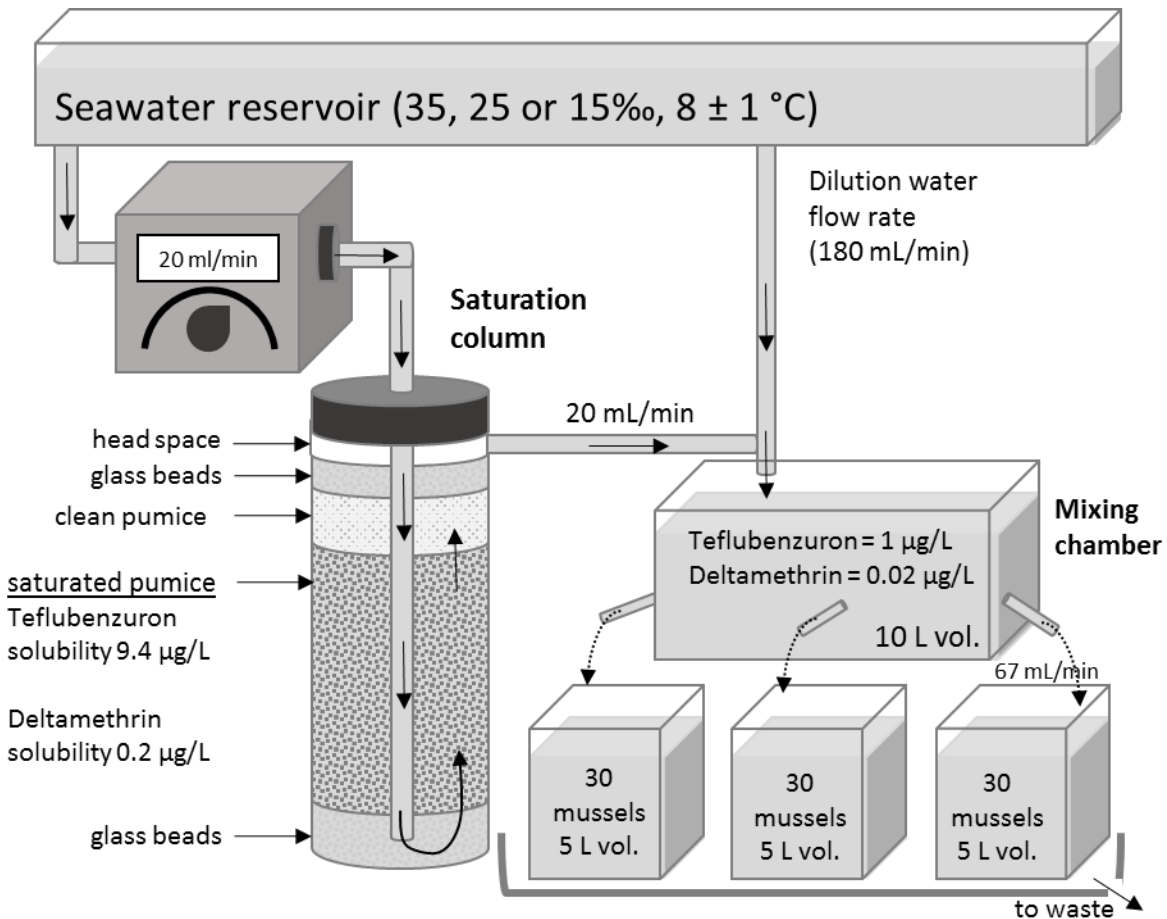 Seawater reservoir (35, 25 or 15‰, 8 ± 1 °C)
Dilution water
flow rate
(180 mL/min)
20 ml/min
Saturation
column
20 mL/min
head space
glass beads
clean pumice
saturated pumice
Teflubenzuron
solubility 9.4 µg/L
Deltamethrin
solubility 0.2 µg/L
glass beads
Mixing
chamber
Teflubenzuron = 1 µg/L
Deltamethrin = 0.02 µg/L
10 L vol.
67 mL/min
30
mussels
5 L vol.
30
mussels
5 L vol.
30
mussels
5 L vol.
to waste